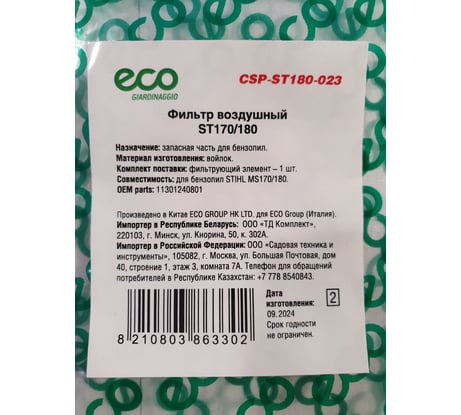 eco
GIARDINAGGIO
CSP-ST180-023
Фильтр воздушный
ST170/180
Назначение: запасная часть для бензопил.
Материал изготовления: войлок.
Комплект поставки: фильтрующий элемент – 1 шт.
Совместимость: для бензопил STIHL MS170/180.
OEM парты: 11301240801
Произведено в Китае ECO GROUP HK LTD. для ECO Group (Италия).
Импортер в Республике Беларусь: ООО «ТД Комплект»,
220103, г. Минск, ул. Кнорина, 50, к. 302А.
Импортер в Российской Федерации: ООО «Садовая техника и
инструменты», 105082, г. Москва, ул. Большая Почтовая, дом
40, строение 1, этаж 3, комната 7А. Телефон для обращений
потребителей в Республике Казахстан: +7 778 8540843.
Дата
изготовления:
09.2024
Срок годности
не ограничен.
2
8 210803 863302